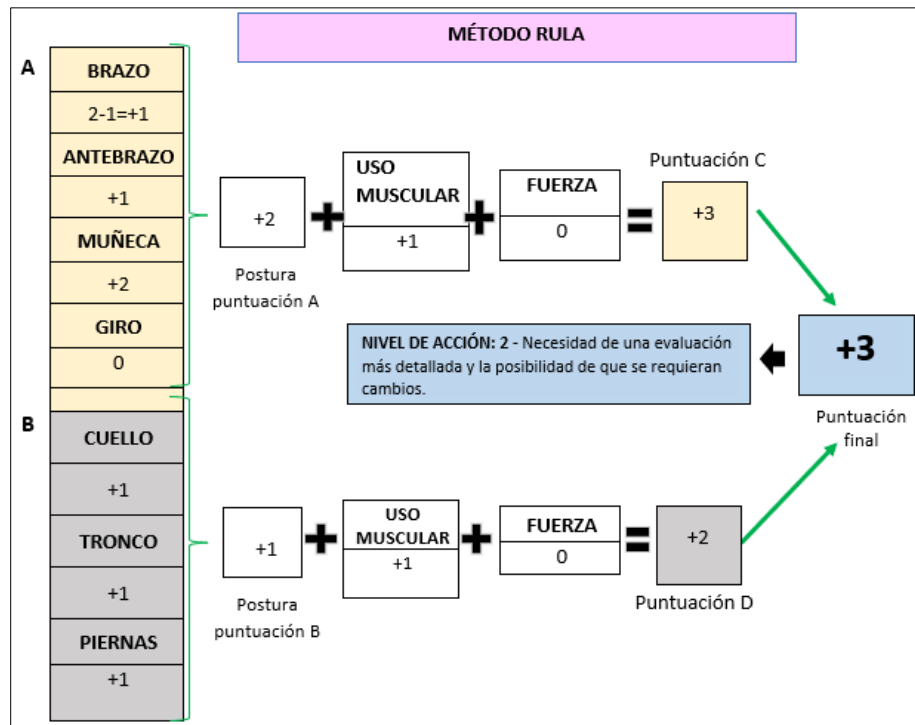 MÉTODO RULA
A
BRAZO
2-1=+1
ANTEBRAZO
+1
MUÑECA
+2
GIRO
0
+2
Postura
puntuación A
USO
MUSCULAR
+1
FUERZA
0
Puntuación C
+3
NIVEL DE ACCIÓN: 2 - Necesidad de una evaluación
más detallada y la posibilidad de que se requieran
cambios.
+3
Puntuación
final
B
CUELLO
+1
TRONCO
+1
PIERNAS
+1
+1
Postura
puntuación B
USO
MUSCULAR
+1
FUERZA
0
+2
Puntuación D